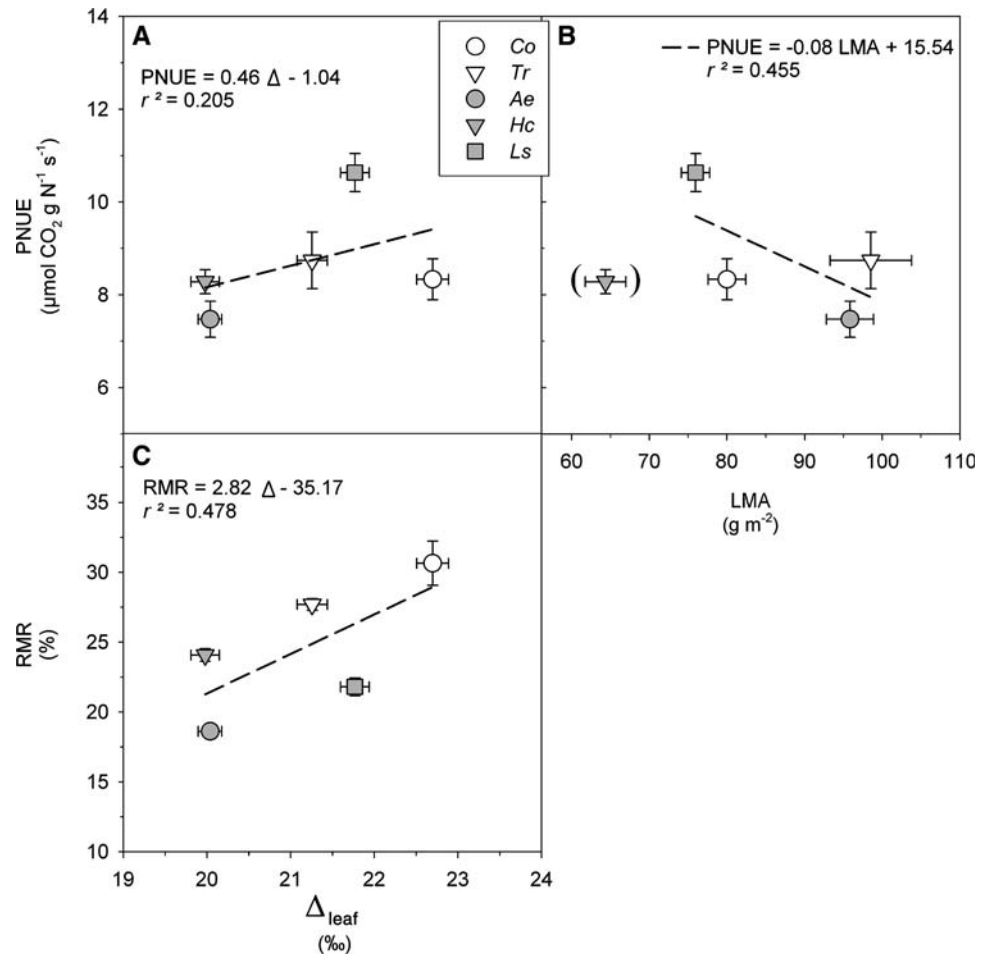 A
PNUE = 0.46 Δ - 1.04
r² = 0.205
Co
Tr
Ae
Hc
Ls
B
PNUE = -0.08 LMA + 15.54
r² = 0.455
14
12
10
8
6
PNUE
(µmol CO₂ g N⁻¹ s⁻¹)
( )
60 70 80 90 100 110
LMA
(g m⁻²)
C
RMR = 2.82 Δ - 35.17
r² = 0.478
35
30
25
20
15
10
RMR
(%)
19 20 21 22 23 24
Δleaf
(‰)